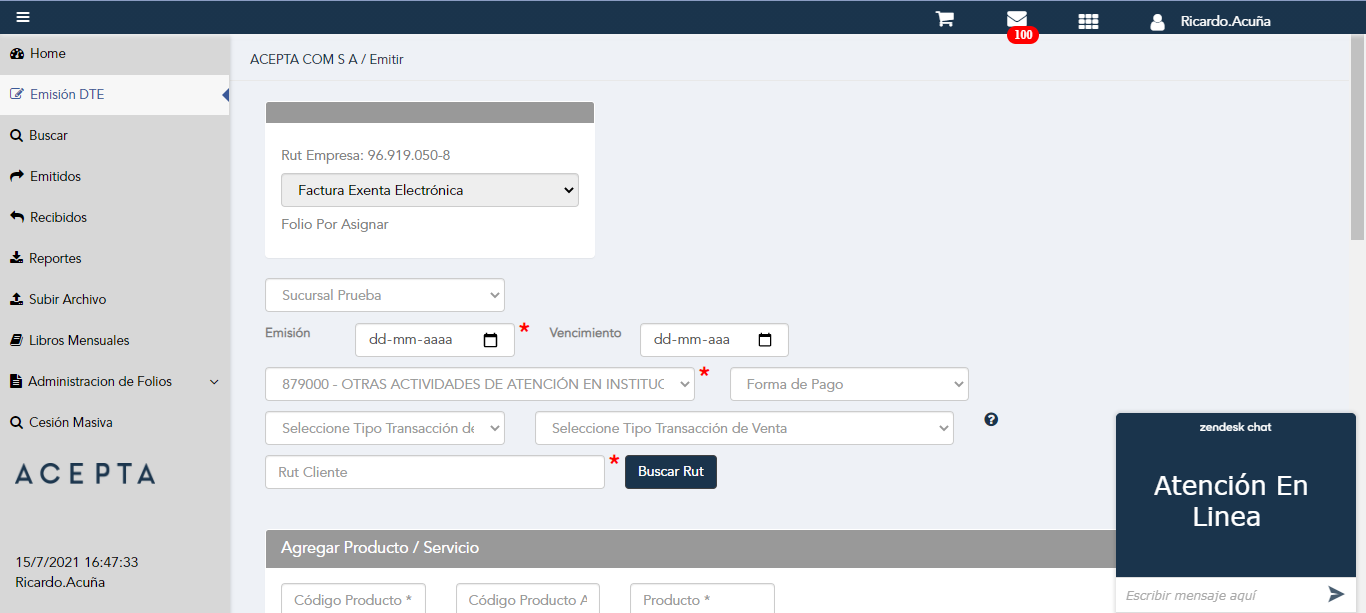 100
Ricardo.Acuña
Home
Emisión DTE
Buscar
Emitidos
Recibidos
Reportes
Subir Archivo
Libros Mensuales
Administracion de Folios
Cesión Masiva
ACEPTA
15/7/2021 16:47:33
Ricardo.Acuña
ACEPTA COM S A / Emitir
Rut Empresa: 96.919.050-8
Factura Exenta Electrónica
Folio Por Asignar
Sucursal Prueba
Emisión dd-mm-aaaa * Vencimiento dd-mm-aaa
879000 - OTRAS ACTIVIDADES DE ATENCIÓN EN INSTITUC * Forma de Pago
Seleccione Tipo Transacción de Seleccione Tipo Transacción de Venta ?
Rut Cliente * Buscar Rut
Agregar Producto / Servicio
Código Producto * Código Producto A Producto *
zendesk chat
Atención En
Linea
Escribir mensaje aquí